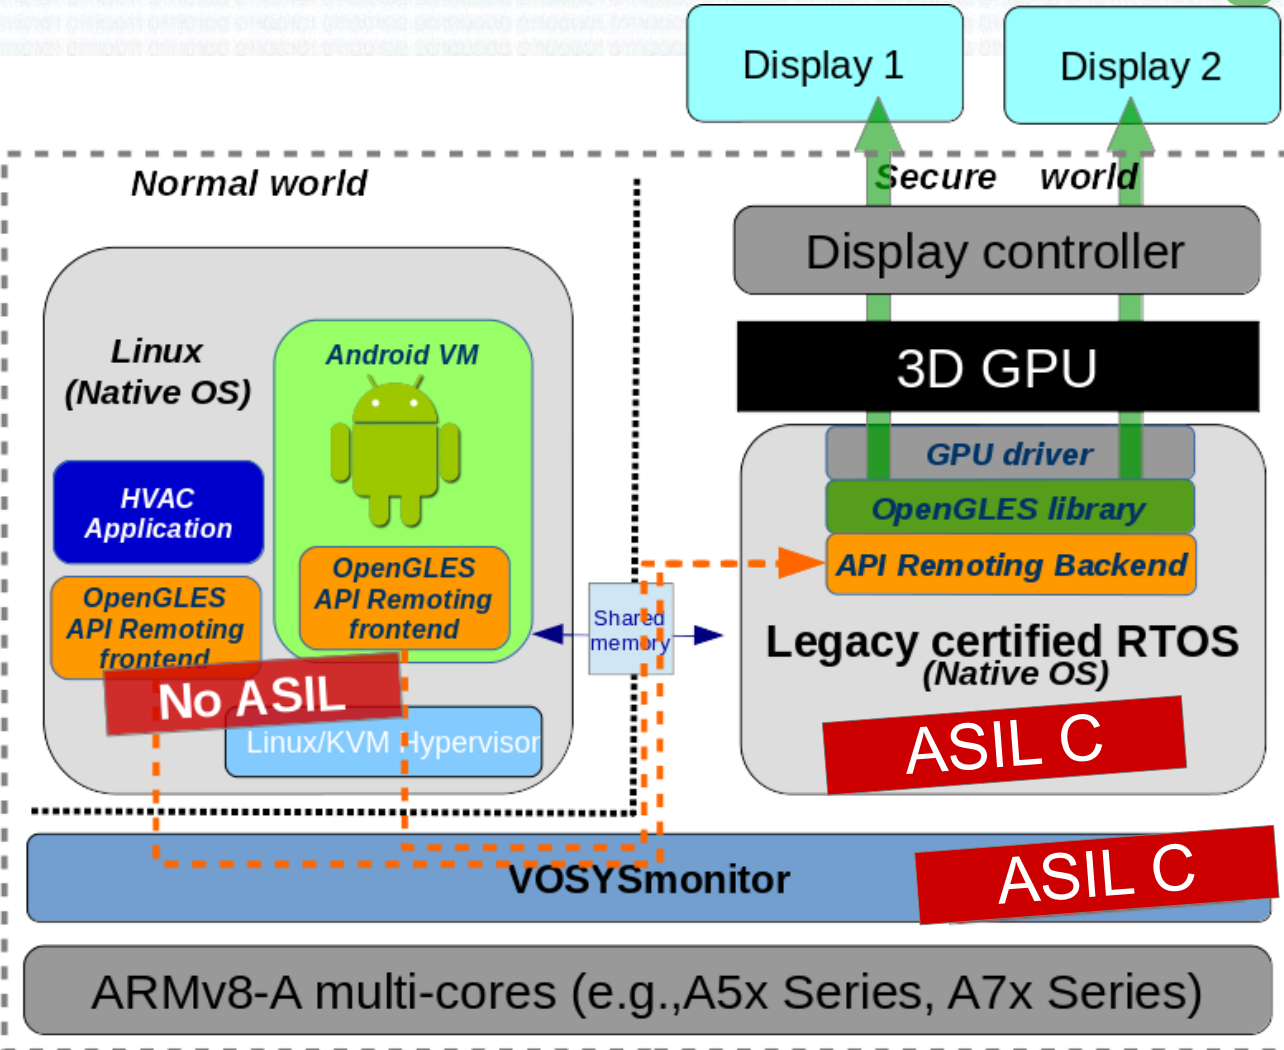 Display 1
Display 2
Normal world
Secure world
Display controller
3D GPU
Linux
(Native OS)
Android VM
HVAC
Application
OpenGLES
API Remoting
frontend
OpenGLES
API Remoting
frontend
No ASIL
Linux/KVM Hypervisor
Shared
memory
GPU driver
OpenGLES library
API Remoting Backend
Legacy certified RTOS
(Native OS)
ASIL C
VOSYSmonitor
ASIL C
ARMv8-A multi-cores (e.g.,A5x Series, A7x Series)